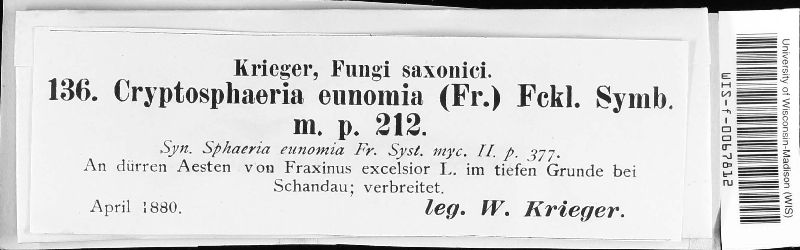 Krieger, Fungi saxonici.
136. Cryptosphaeria eunomia (Fr.) Fckl. Symb.
m. p. 212.
Syn. Sphaeria eunomia Fr. Syst. myc. II. p. 377.
An dürren Aesten von Fraxinus excelsior L. im tiefen Grunde bei
Schandau; verbreitet.
April 1880.
leg. W. Krieger.
University of Wisconsin-Madison (WIS)
WIS-f-0067812